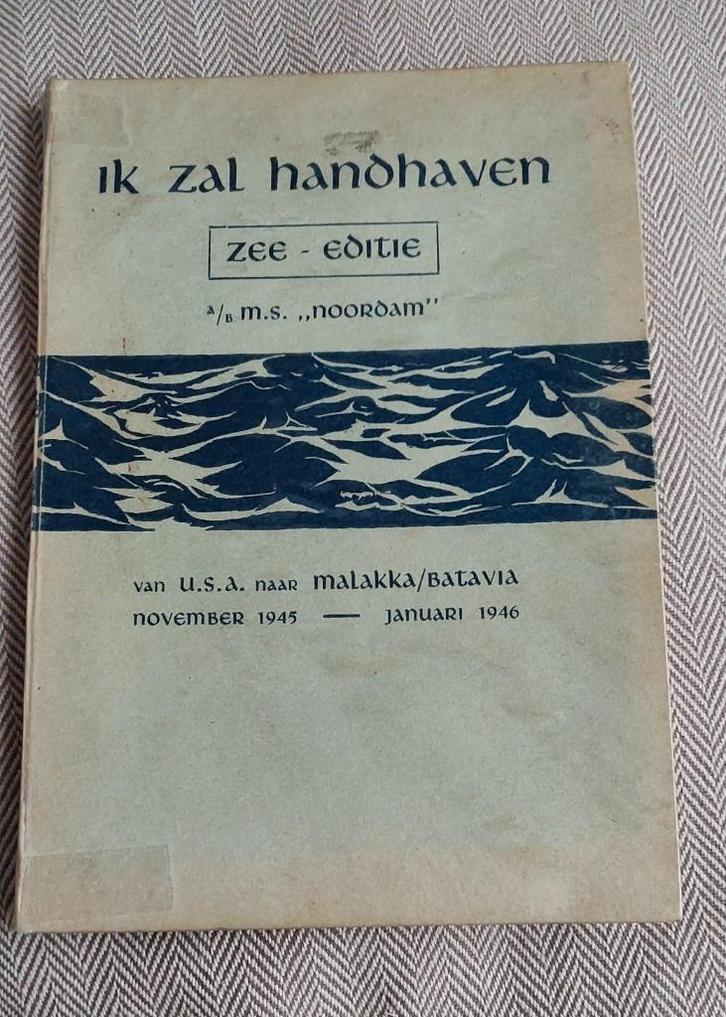 Ik zal handhaven
Zee - Editie
a/b m.s. ,,Noordam"
van U.S.A. naar Malakka/Batavia
november 1945 — januari 1946